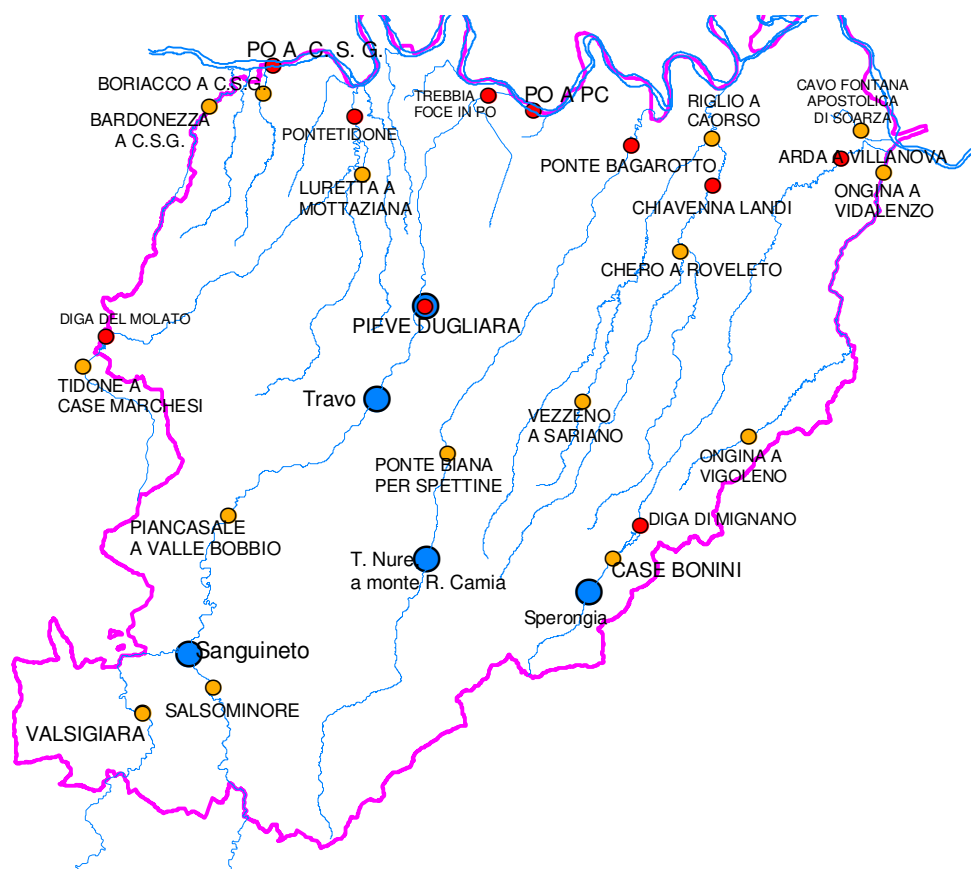 PO A C. S. G.
BORIACCO A C.S.G.
BARDONEZZA
A C.S.G.
PONTETIDONE
LURETTA A
MOTTAZIANA
TREBBIA
FOCE IN PO
PO A PC
PONTE BAGAROTTO
RIGLIO A
CAORSO
CAVO FONTANA
APOSTOLICA
DI SOARZA
ARDA A VILLANOVA
ONGINA A
VIDALENZO
CHIAVENNA LANDI
CHERO A ROVELETO
DIGA DEL MOLATO
PIEVE DUGLIARA
TIDONE A
CASE MARCHESI
Travo
VEZZENO
A SARIANO
ONGINA A
VIGOLENO
PONTE BIANA
PER SPETTINE
PIANCASALE
A VALLE BOBBIO
DIGA DI MIGNANO
T. Nure
a monte R. Camia
CASE BONINI
Sperongia
Sanguineto
SALSOMINORE
VALSIGIARA